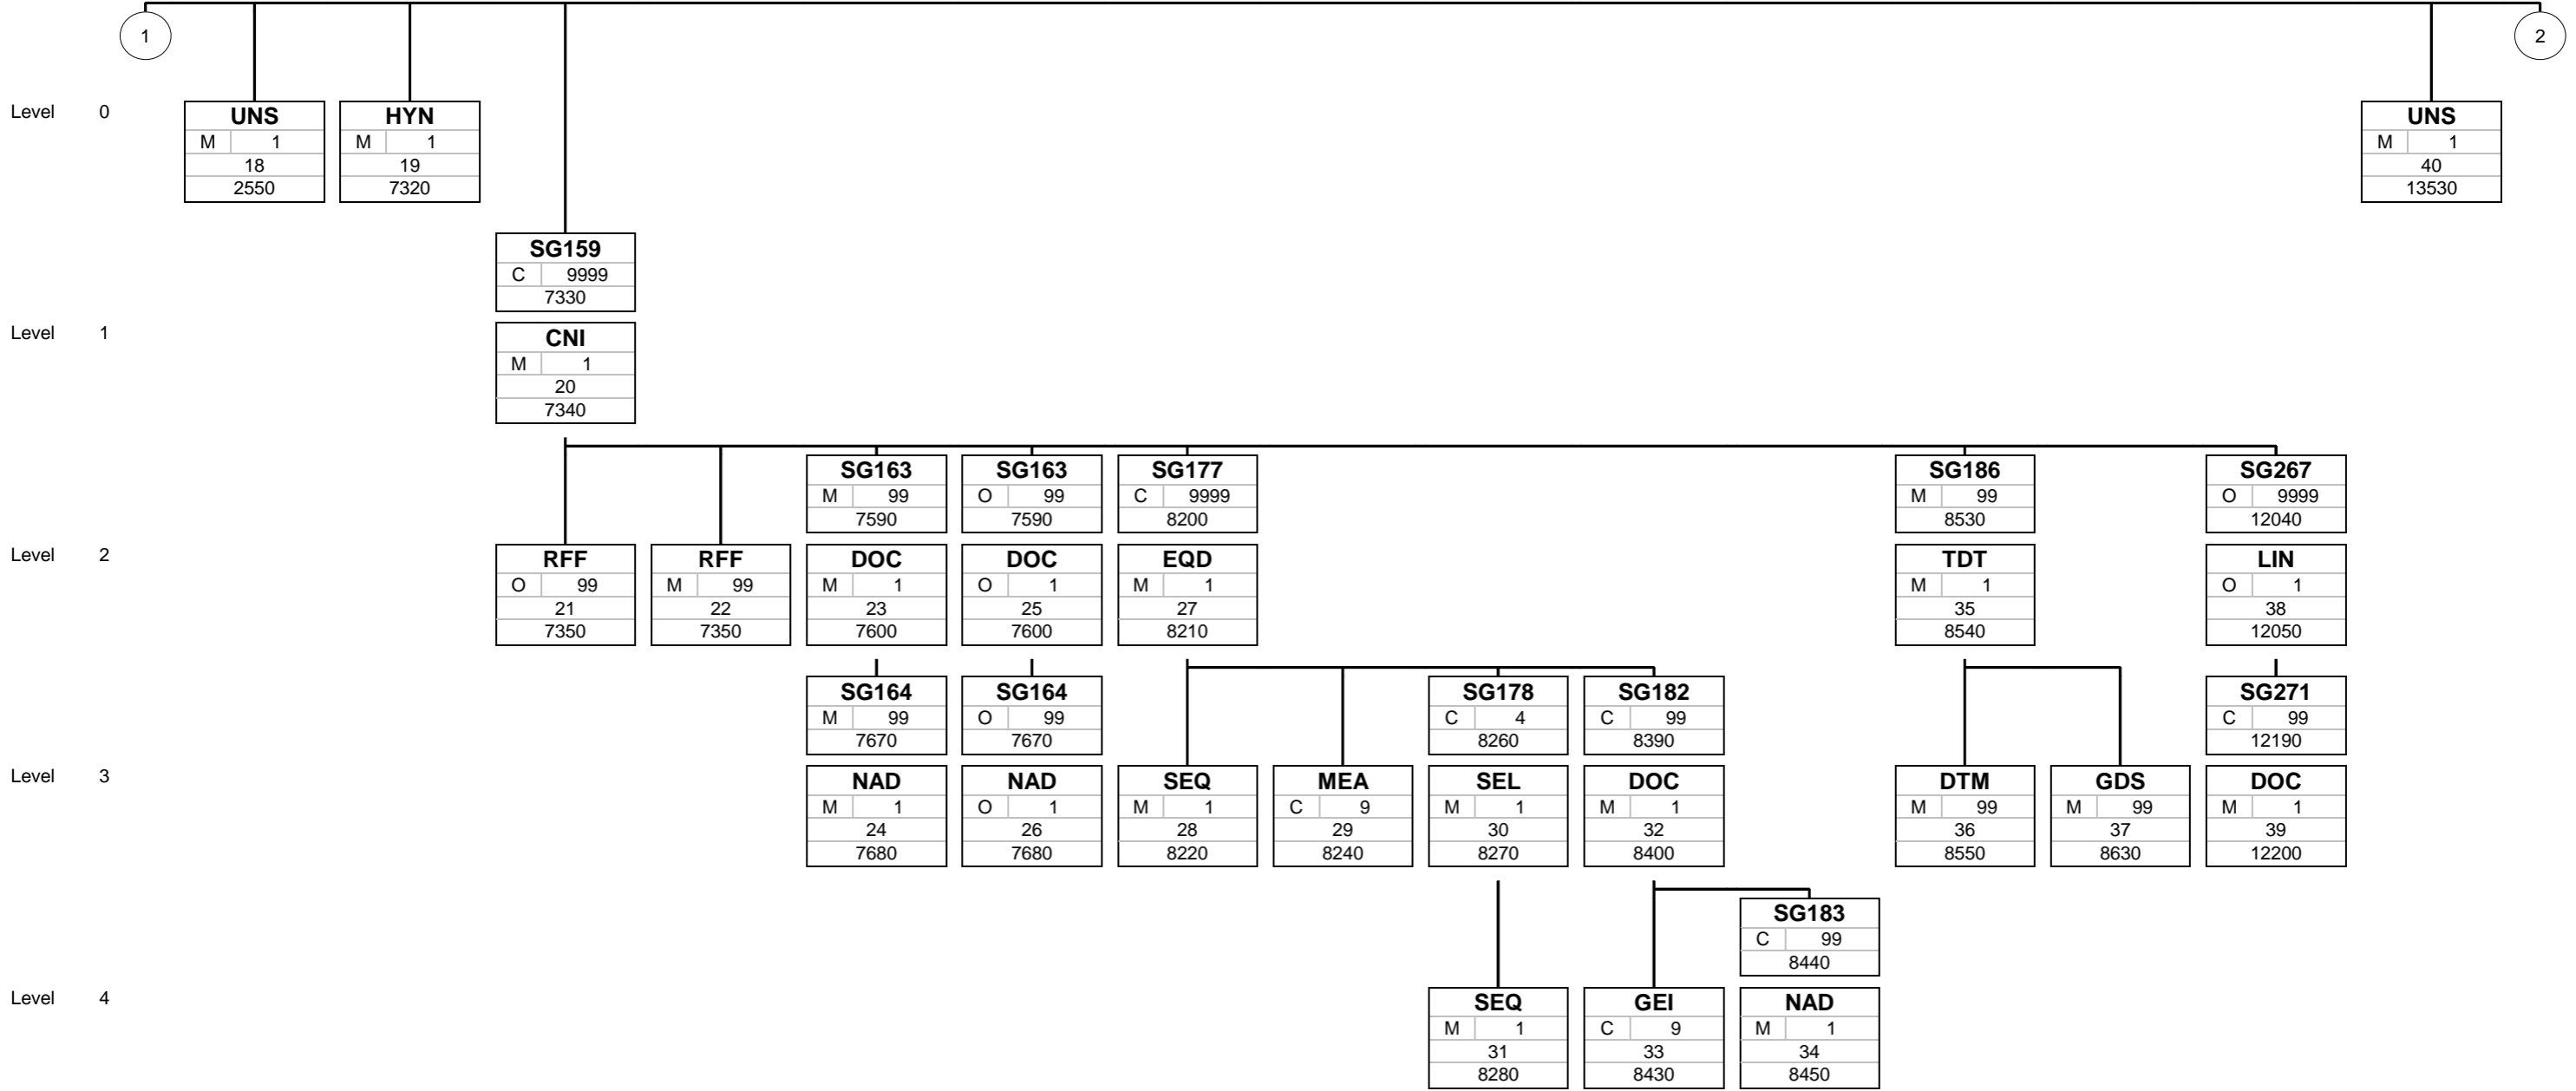 1
2
Level 0
UNS
M 1
18
2550
HYN
M 1
19
7320
UNS
M 1
40
13530
SG159
C 9999
7330
Level 1
CNI
M 1
20
7340
SG163
M 99
7590
SG163
O 99
7590
SG177
C 9999
8200
SG186
M 99
8530
SG267
O 9999
12040
Level 2
RFF
O 99
21
7350
RFF
M 99
22
7350
DOC
M 1
23
7600
DOC
O 1
25
7600
EQD
M 1
27
8210
TDT
M 1
35
8540
LIN
O 1
38
12050
SG164
M 99
7670
SG164
O 99
7670
SG178
C 4
8260
SG182
C 99
8390
SG271
C 99
12190
Level 3
NAD
M 1
24
7680
NAD
O 1
26
7680
SEQ
M 1
28
8220
MEA
C 9
29
8240
SEL
M 1
30
8270
DOC
M 1
32
8400
DTM
M 99
36
8550
GDS
M 99
37
8630
DOC
M 1
39
12200
SG183
C 99
8440
Level 4
SEQ
M 1
31
8280
GEI
C 9
33
8430
NAD
M 1
34
8450